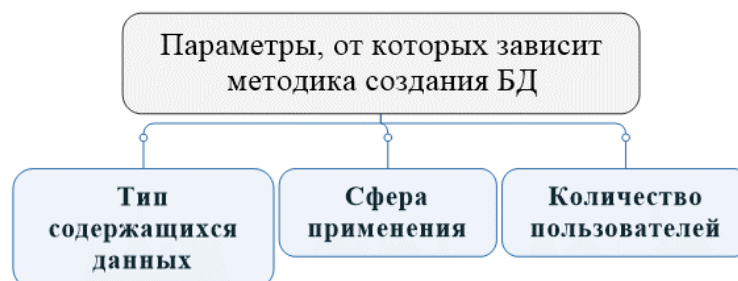 Параметры, от которых зависит
методика создания БД
Тип
содержащихся
данных
Сфера
применения
Количество
пользователей